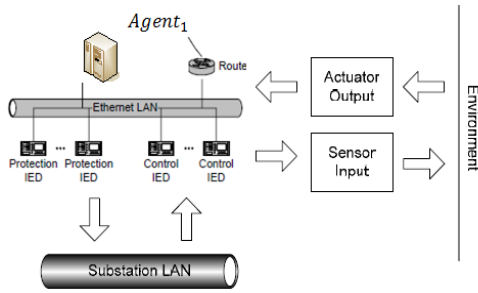 Agent1
Route
Ethernet LAN
Protection
IED
...
Protection
IED
Control
IED
...
Control
IED
Actuator
Output
Sensor
Input
Environment
Substation LAN